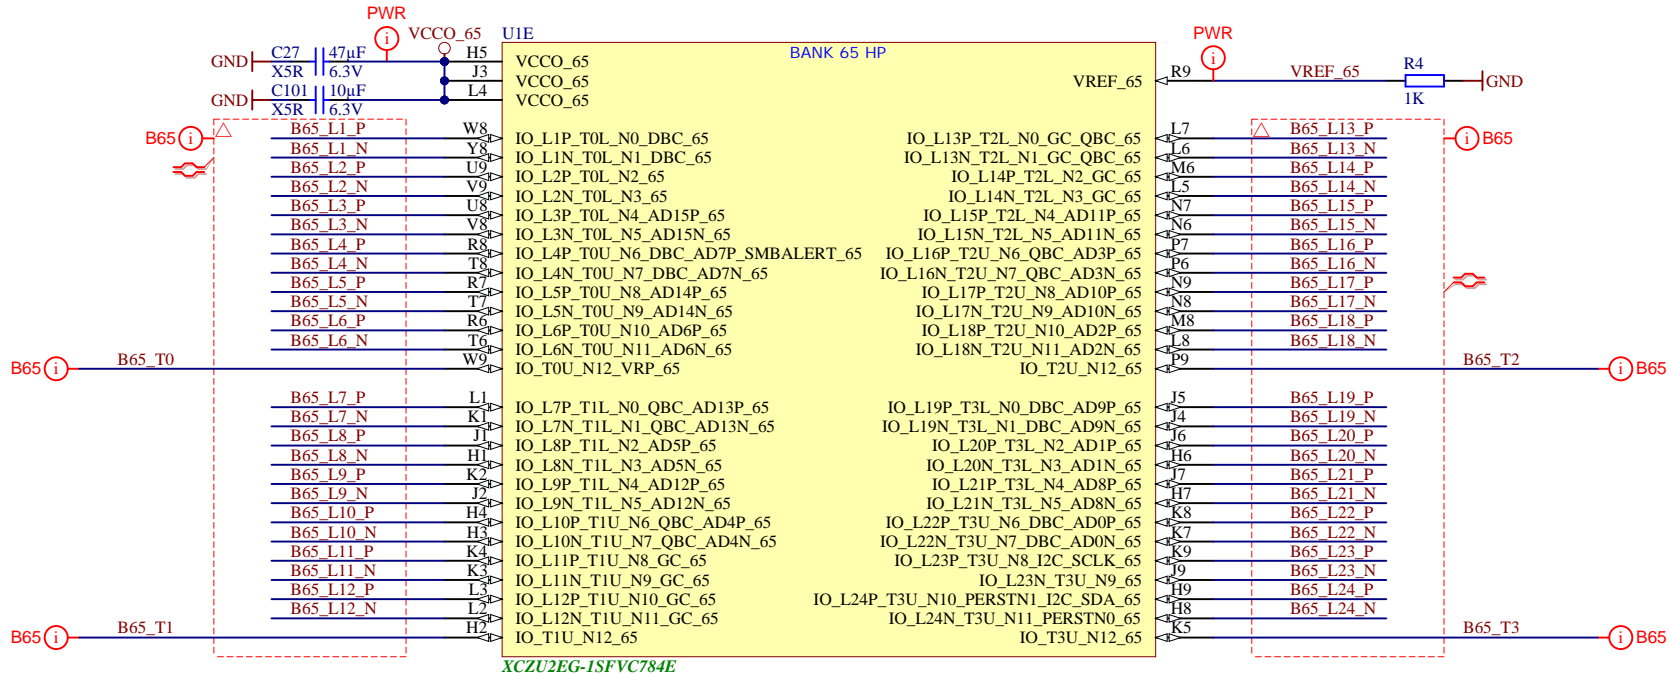 PWR
VCCO_65
U1E
BANK 65 HP
PWR
GND C27 47µF H5 VCCO_65
X5R 6.3V J3 VCCO_65
GND C101 10µF L4 VCCO_65
X5R 6.3V
VREF_65 R9 VREF_65 R4 GND
1K
B65 i B65_L1_P W8 IO_L1P_T0L_N0_DBC_65
B65_L1_N Y8 IO_L1N_T0L_N1_DBC_65
B65_L2_P U9 IO_L2P_T0L_N2_65
B65_L2_N V9 IO_L2N_T0L_N3_65
B65_L3_P U8 IO_L3P_T0L_N4_AD15P_65
B65_L3_N V8 IO_L3N_T0L_N5_AD15N_65
B65_L4_P R8 IO_L4P_T0U_N6_DBC_AD7P_SMBALERT_65
B65_L4_N T8 IO_L4N_T0U_N7_DBC_AD7N_65
B65_L5_P R7 IO_L5P_T0U_N8_AD14P_65
B65_L5_N T7 IO_L5N_T0U_N9_AD14N_65
B65_L6_P R6 IO_L6P_T0U_N10_AD6P_65
B65_L6_N T6 IO_L6N_T0U_N11_AD6N_65
B65 i B65_T0 W9 IO_T0U_N12_VRP_65
B65_L7_P L1 IO_L7P_T1L_N0_QBC_AD13P_65
B65_L7_N K1 IO_L7N_T1L_N1_QBC_AD13N_65
B65_L8_P J1 IO_L8P_T1L_N2_AD5P_65
B65_L8_N H1 IO_L8N_T1L_N3_AD5N_65
B65_L9_P K2 IO_L9P_T1L_N4_AD12P_65
B65_L9_N J2 IO_L9N_T1L_N5_AD12N_65
B65_L10_P H4 IO_L10P_T1U_N6_QBC_AD4P_65
B65_L10_N H3 IO_L10N_T1U_N7_QBC_AD4N_65
B65_L11_P K4 IO_L11P_T1U_N8_GC_65
B65_L11_N K3 IO_L11N_T1U_N9_GC_65
B65_L12_P L3 IO_L12P_T1U_N10_GC_65
B65_L12_N L2 IO_L12N_T1U_N11_GC_65
B65 i B65_T1 H2 IO_T1U_N12_65
IO_L13P_T2L_N0_GC_QBC_65 L7 B65_L13_P i B65
IO_L13N_T2L_N1_GC_QBC_65 L6 B65_L13_N
IO_L14P_T2L_N2_GC_65 M6 B65_L14_P
IO_L14N_T2L_N3_GC_65 L5 B65_L14_N
IO_L15P_T2L_N4_AD11P_65 N7 B65_L15_P
IO_L15N_T2L_N5_AD11N_65 N6 B65_L15_N
IO_L16P_T2U_N6_QBC_AD3P_65 P7 B65_L16_P
IO_L16N_T2U_N7_QBC_AD3N_65 P6 B65_L16_N
IO_L17P_T2U_N8_AD10P_65 N9 B65_L17_P
IO_L17N_T2U_N9_AD10N_65 N8 B65_L17_N
IO_L18P_T2U_N10_AD2P_65 M8 B65_L18_P
IO_L18N_T2U_N11_AD2N_65 L8 B65_L18_N
IO_T2U_N12_65 P9 B65_T2 i B65
IO_L19P_T3L_N0_DBC_AD9P_65 J5 B65_L19_P
IO_L19N_T3L_N1_DBC_AD9N_65 J4 B65_L19_N
IO_L20P_T3L_N2_AD1P_65 J6 B65_L20_P
IO_L20N_T3L_N3_AD1N_65 H6 B65_L20_N
IO_L21P_T3L_N4_AD8P_65 J7 B65_L21_P
IO_L21N_T3L_N5_AD8N_65 H7 B65_L21_N
IO_L22P_T3U_N6_DBC_AD0P_65 K8 B65_L22_P
IO_L22N_T3U_N7_DBC_AD0N_65 K7 B65_L22_N
IO_L23P_T3U_N8_I2C_SCLK_65 K9 B65_L23_P
IO_L23N_T3U_N9_65 J9 B65_L23_N
IO_L24P_T3U_N10_PERSTN1_I2C_SDA_65 H9 B65_L24_P
IO_L24N_T3U_N11_PERSTN0_65 H8 B65_L24_N
IO_T3U_N12_65 K5 B65_T3 i B65
XCZU2EG-1SFVC784E